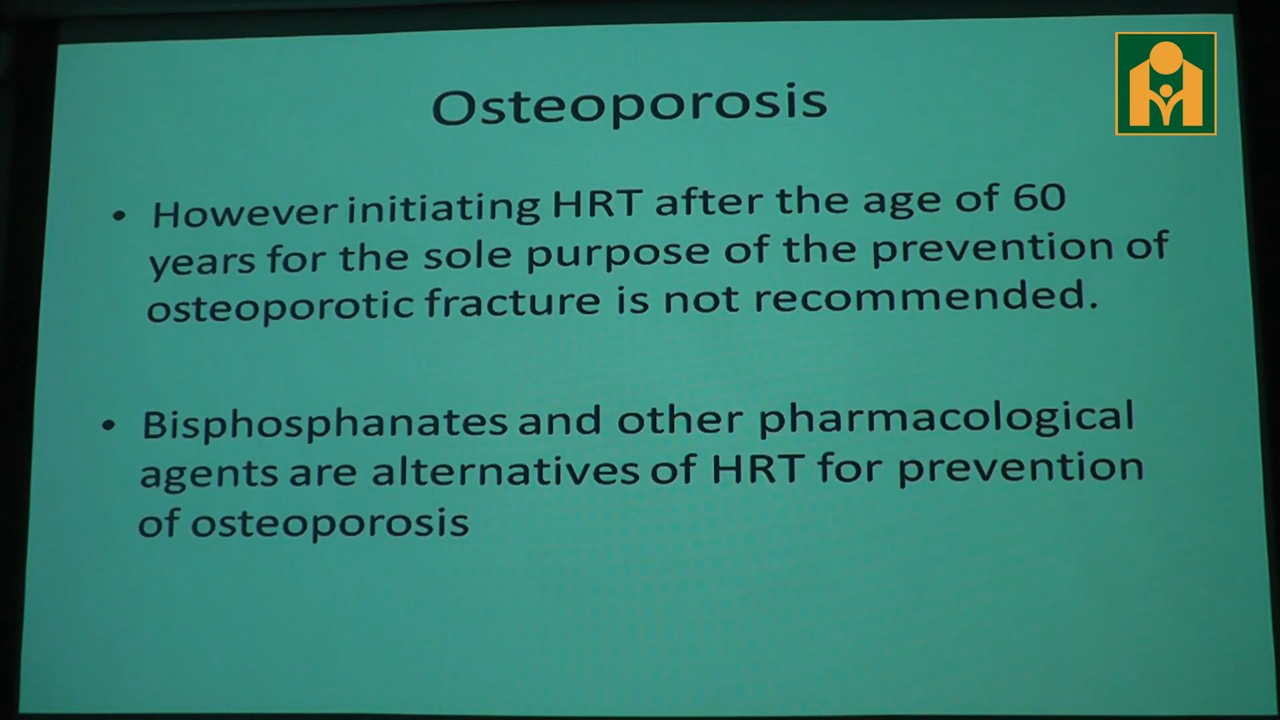 Osteoporosis
• However initiating HRT after the age of 60
years for the sole purpose of the prevention of
osteoporotic fracture is not recommended.
• Bisphosphanates and other pharmacological
agents are alternatives of HRT for prevention
of osteoporosis